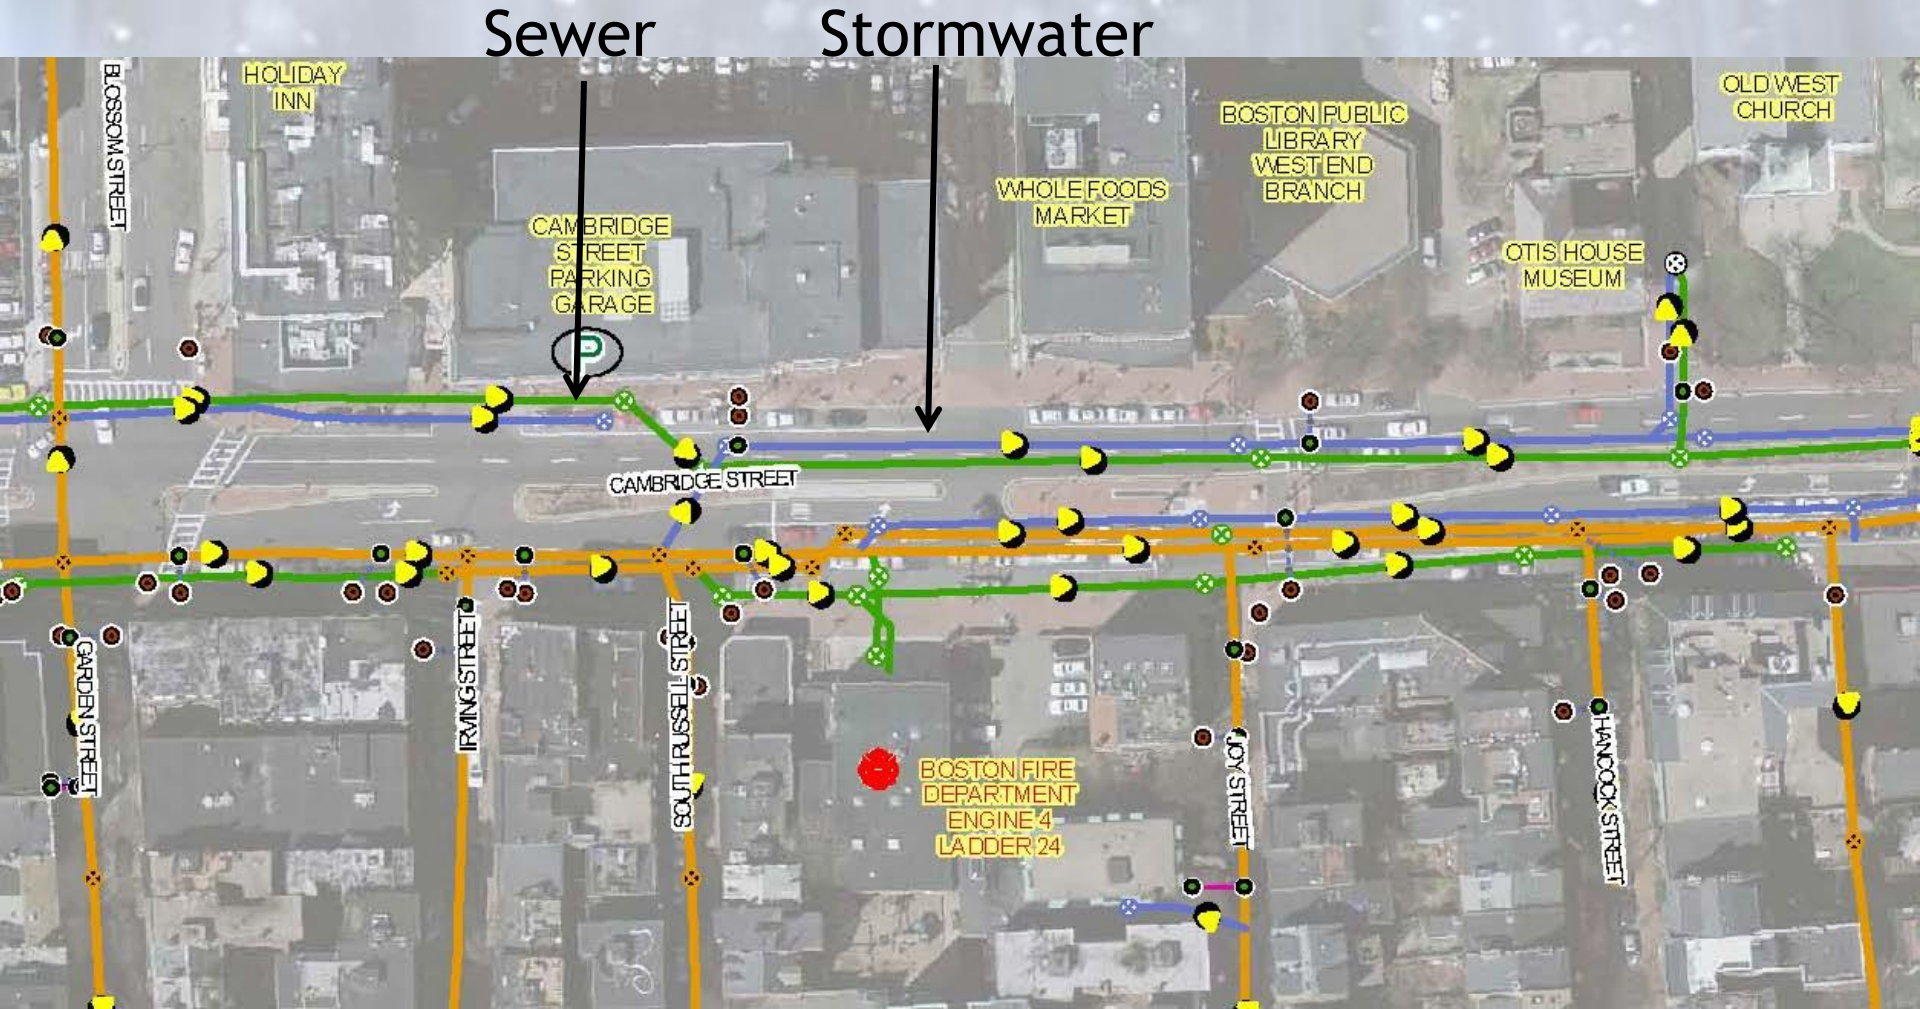 Sewer
Stormwater
BLOSSOM STREET
HOLIDAY
INN
CAMBRIDGE
STREET
PARKING
GARAGE
WHOLE FOODS
MARKET
BOSTON PUBLIC
LIBRARY
WEST END
BRANCH
OLD WEST
CHURCH
OTIS HOUSE
MUSEUM
CAMBRIDGE STREET
GARDEN STREET
IRVING STREET
SOUTH RUSSELL STREET
BOSTON FIRE
DEPARTMENT
ENGINE 4
LADDER 24
JOY STREET
HANCOCK STREET